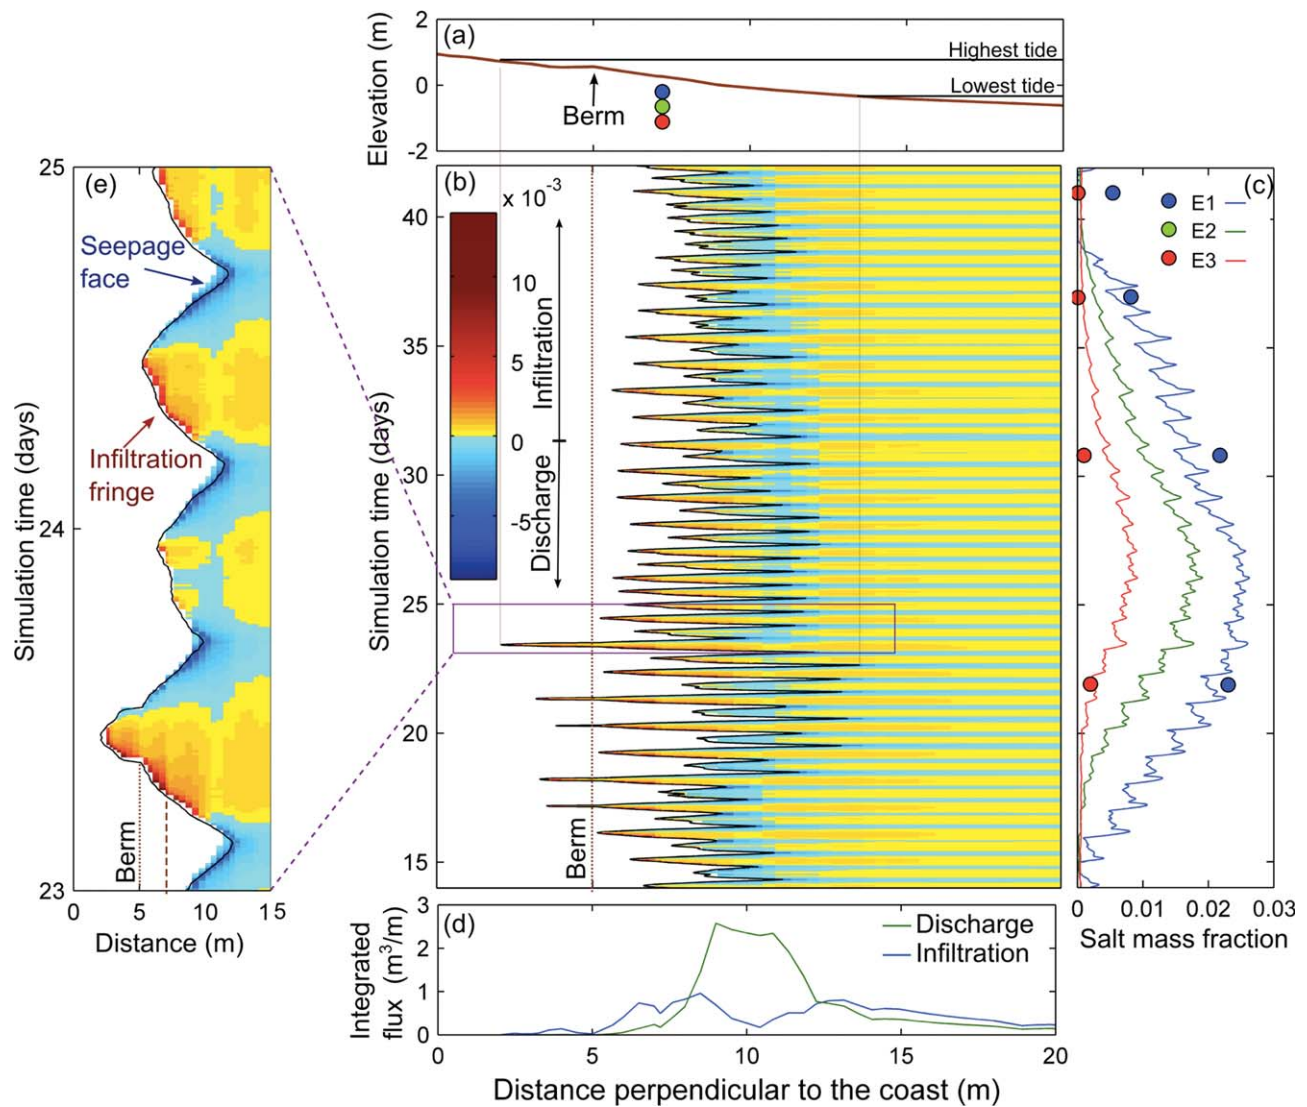 (a)
2
0
-2
Elevation (m)
Highest tide
Lowest tide
Berm
(e)
25
24
23
Simulation time (days)
Seepage
face
Infiltration
fringe
Berm
0
5
10
15
Distance (m)
(b)
x 10⁻³
10
5
0
-5
Infiltration
Discharge
40
35
30
25
20
15
Simulation time (days)
Berm
(c)
E1
E2
E3
0
0.01
0.02
0.03
Salt mass fraction
(d)
3
2
1
0
Integrated
flux (m³/m)
Discharge
Infiltration
0
5
10
15
20
Distance perpendicular to the coast (m)